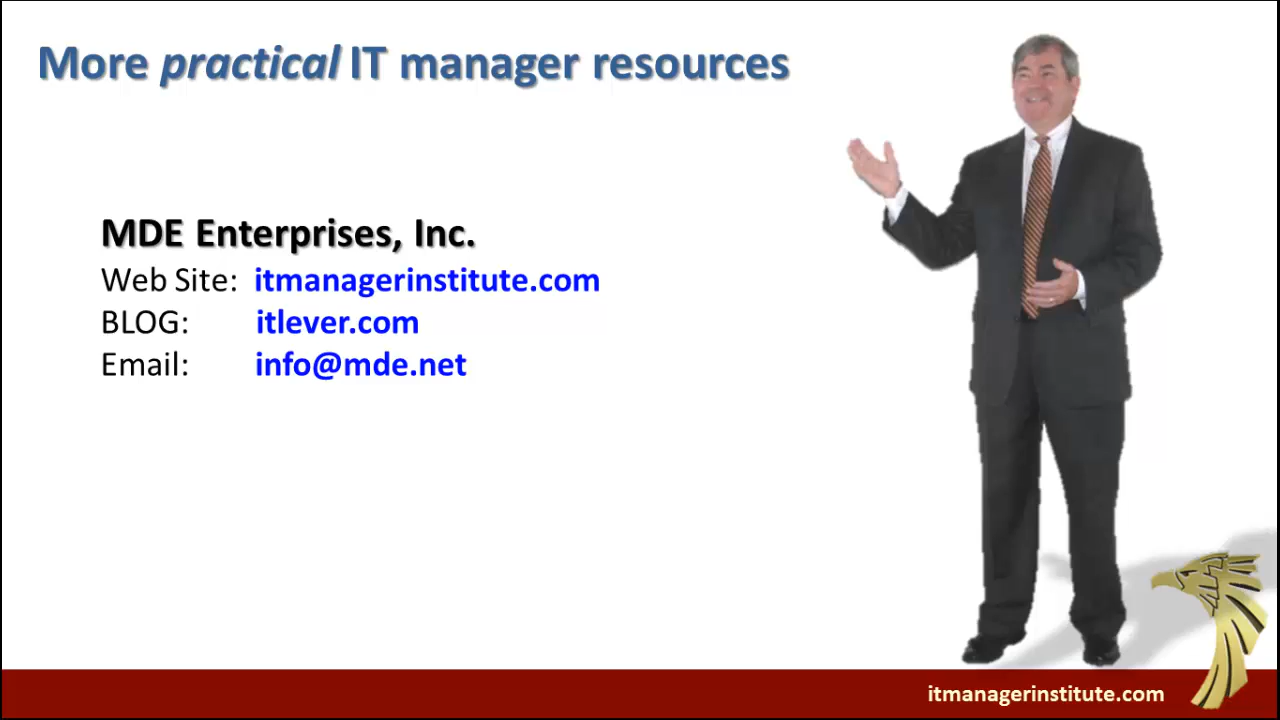 More practical IT manager resources
MDE Enterprises, Inc.
Web Site: itmanagerinstitute.com
BLOG: itlever.com
Email: info@mde.net
itmanagerinstitute.com